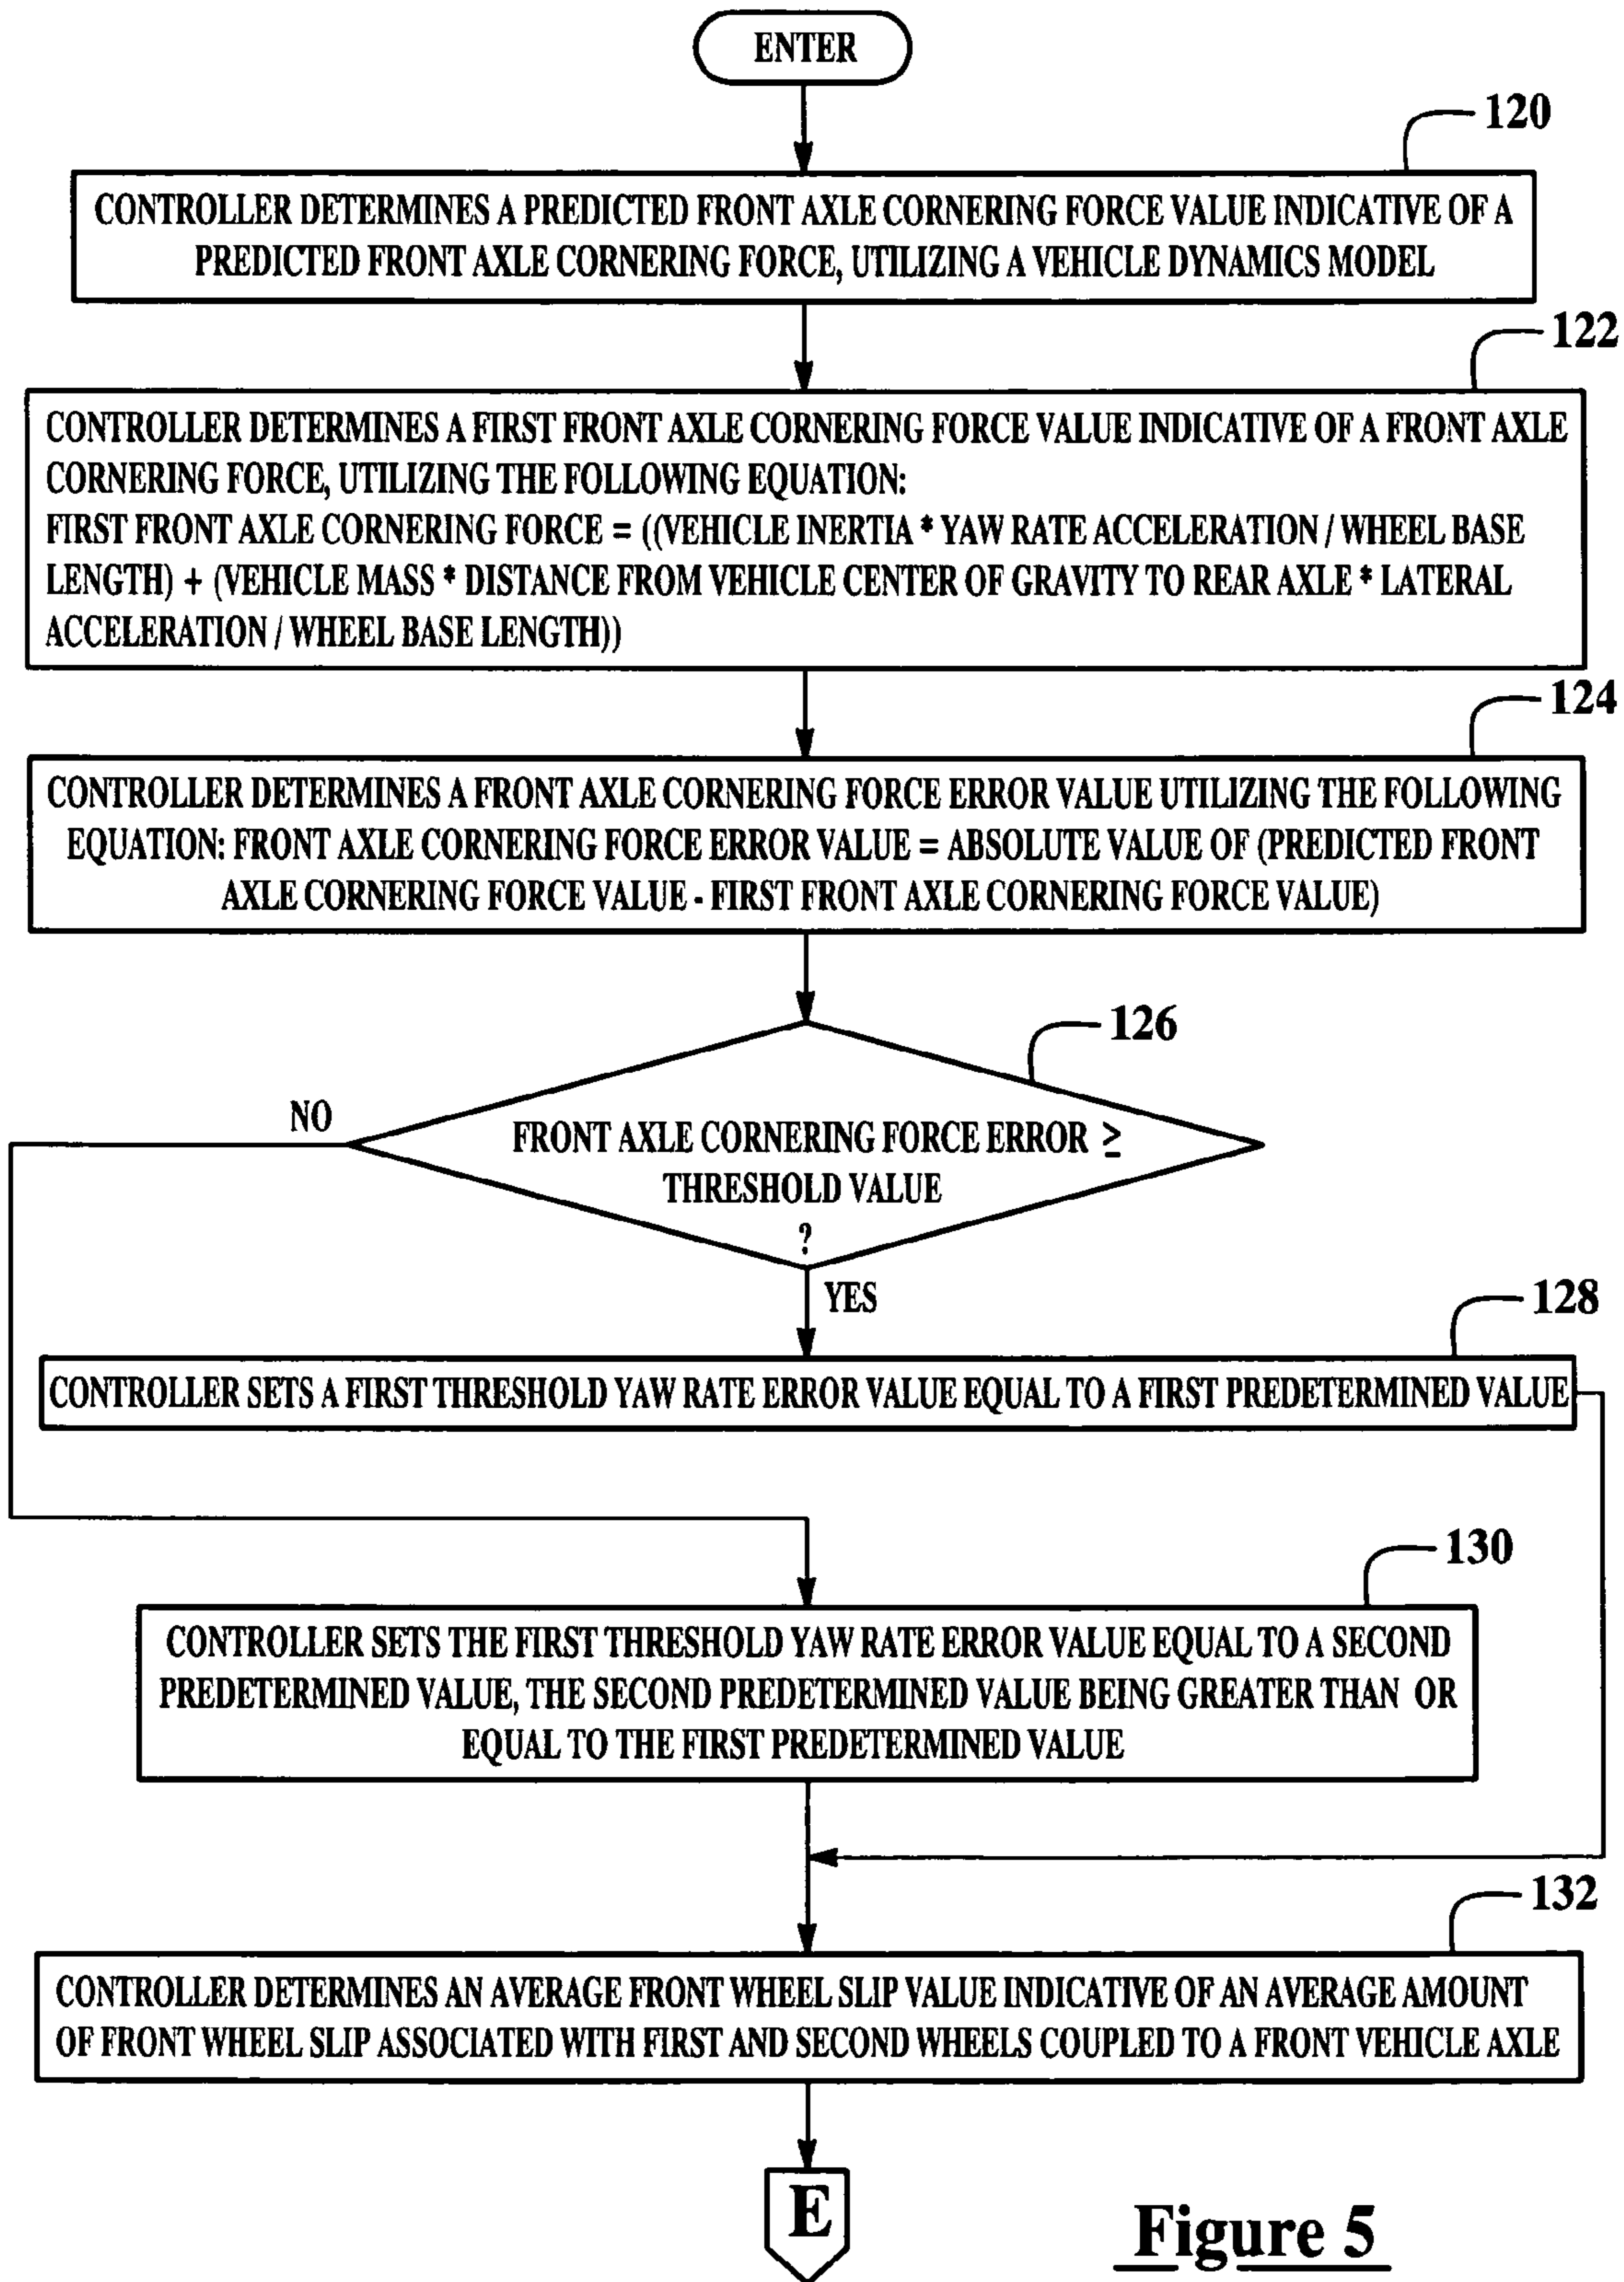 ENTER
120
CONTROLLER DETERMINES A PREDICTED FRONT AXLE CORNERING FORCE VALUE INDICATIVE OF A
PREDICTED FRONT AXLE CORNERING FORCE, UTILIZING A VEHICLE DYNAMICS MODEL
122
CONTROLLER DETERMINES A FIRST FRONT AXLE CORNERING FORCE VALUE INDICATIVE OF A FRONT AXLE
CORNERING FORCE, UTILIZING THE FOLLOWING EQUATION:
FIRST FRONT AXLE CORNERING FORCE = ((VEHICLE INERTIA * YAW RATE ACCELERATION / WHEEL BASE
LENGTH) + (VEHICLE MASS * DISTANCE FROM VEHICLE CENTER OF GRAVITY TO REAR AXLE * LATERAL
ACCELERATION / WHEEL BASE LENGTH))
124
CONTROLLER DETERMINES A FRONT AXLE CORNERING FORCE ERROR VALUE UTILIZING THE FOLLOWING
EQUATION: FRONT AXLE CORNERING FORCE ERROR VALUE = ABSOLUTE VALUE OF (PREDICTED FRONT
AXLE CORNERING FORCE VALUE - FIRST FRONT AXLE CORNERING FORCE VALUE)
126
NO
FRONT AXLE CORNERING FORCE ERROR ≥
THRESHOLD VALUE
?
YES
128
CONTROLLER SETS A FIRST THRESHOLD YAW RATE ERROR VALUE EQUAL TO A FIRST PREDETERMINED VALUE
130
CONTROLLER SETS THE FIRST THRESHOLD YAW RATE ERROR VALUE EQUAL TO A SECOND
PREDETERMINED VALUE, THE SECOND PREDETERMINED VALUE BEING GREATER THAN OR
EQUAL TO THE FIRST PREDETERMINED VALUE
132
CONTROLLER DETERMINES AN AVERAGE FRONT WHEEL SLIP VALUE INDICATIVE OF AN AVERAGE AMOUNT
OF FRONT WHEEL SLIP ASSOCIATED WITH FIRST AND SECOND WHEELS COUPLED TO A FRONT VEHICLE AXLE
E
Figure 5